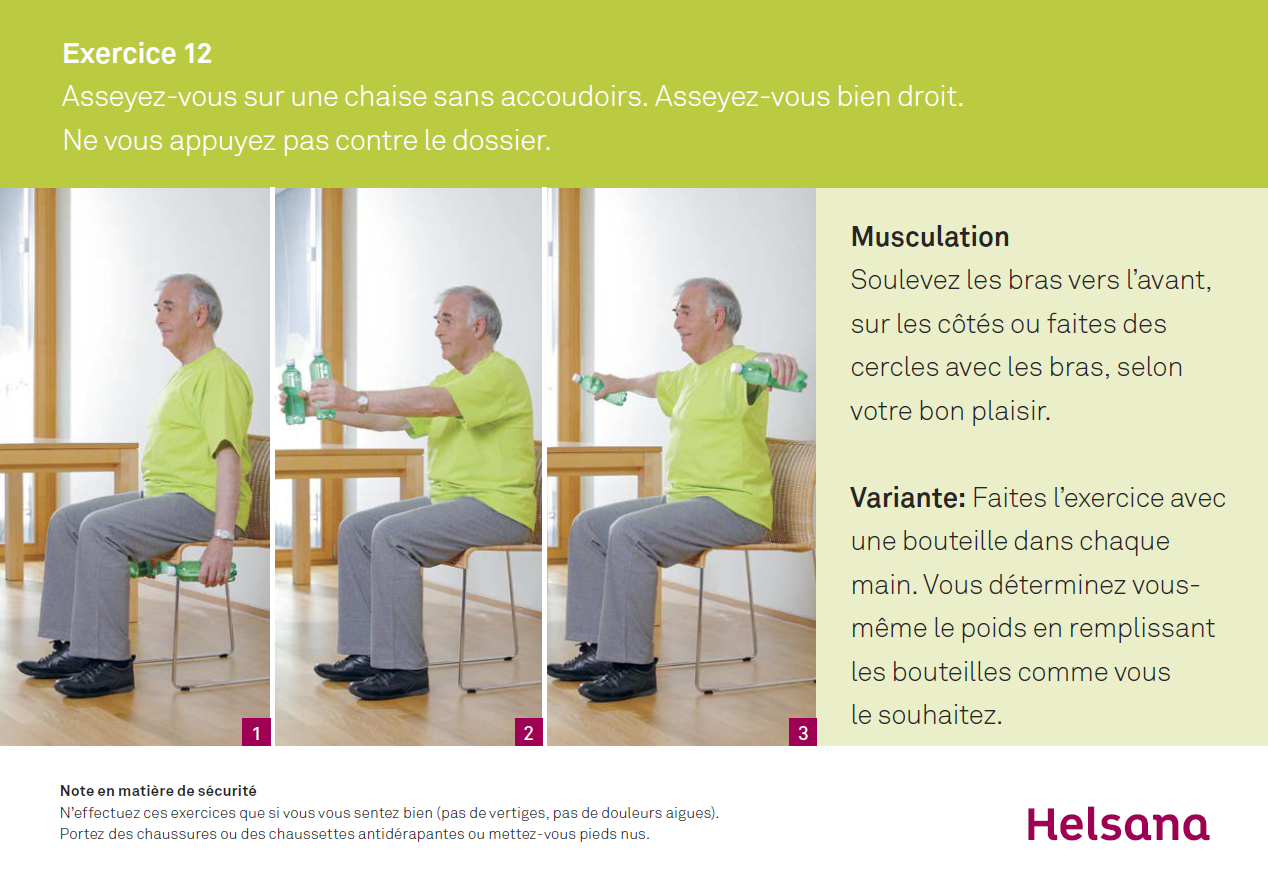 Exercice 12
Asseyez-vous sur une chaise sans accoudoirs. Asseyez-vous bien droit.
Ne vous appuyez pas contre le dossier.
1
2
3
Musculation
Soulevez les bras vers l’avant,
sur les côtés ou faites des
cercles avec les bras, selon
votre bon plaisir.
Variante: Faites l’exercice avec
une bouteille dans chaque
main. Vous déterminez vous-
même le poids en remplissant
les bouteilles comme vous
le souhaitez.
Note en matière de sécurité
N’effectuez ces exercices que si vous vous sentez bien (pas de vertiges, pas de douleurs aigues).
Portez des chaussures ou des chaussettes antidérapantes ou mettez-vous pieds nus.
Helsana